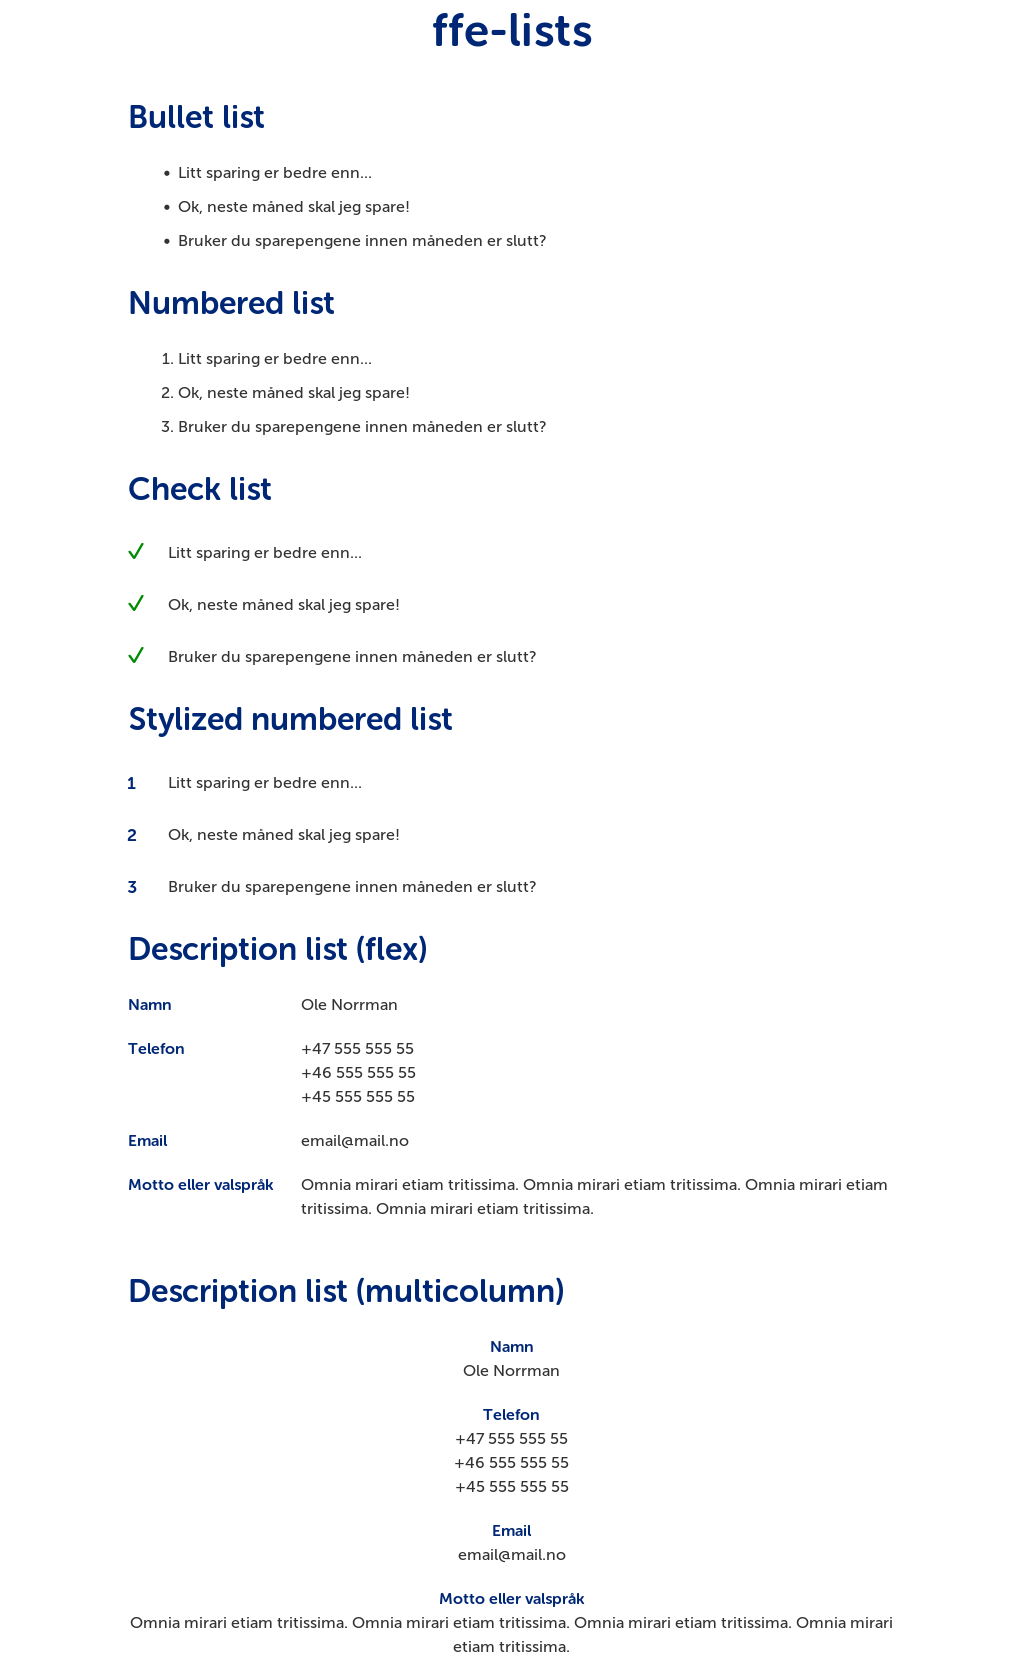 ffe-lists
Bullet list
• Litt sparing er bedre enn...
• Ok, neste måned skal jeg spare!
• Bruker du sparepengene innen måneden er slutt?
Numbered list
1. Litt sparing er bedre enn...
2. Ok, neste måned skal jeg spare!
3. Bruker du sparepengene innen måneden er slutt?
Check list
Litt sparing er bedre enn...
Ok, neste måned skal jeg spare!
Bruker du sparepengene innen måneden er slutt?
Stylized numbered list
1 Litt sparing er bedre enn...
2 Ok, neste måned skal jeg spare!
3 Bruker du sparepengene innen måneden er slutt?
Description list (flex)
Namn Ole Norrman
Telefon +47 555 555 55
+46 555 555 55
+45 555 555 55
Email email@mail.no
Motto eller valspråk Omnia mirari etiam tritissima. Omnia mirari etiam tritissima. Omnia mirari etiam
tritissima. Omnia mirari etiam tritissima.
Description list (multicolumn)
Namn
Ole Norrman
Telefon
+47 555 555 55
+46 555 555 55
+45 555 555 55
Email
email@mail.no
Motto eller valspråk
Omnia mirari etiam tritissima. Omnia mirari etiam tritissima. Omnia mirari etiam tritissima. Omnia mirari
etiam tritissima.